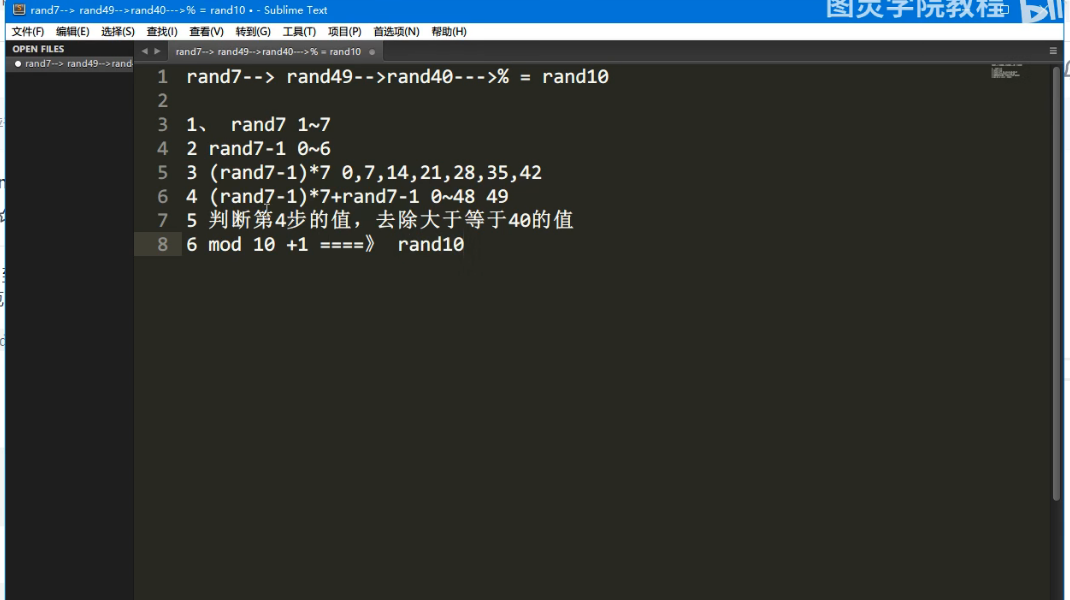 rand7--> rand49-->rand40--->% = rand10 • - Sublime Text
图灵学院教程
文件(F) 编辑(E) 选择(S) 查找(I) 查看(V) 转到(G) 工具(T) 项目(P) 首选项(N) 帮助(H)
OPEN FILES
rand7--> rand49-->rand40--->% = rand10
rand7--> rand49-->rand
1 rand7--> rand49-->rand40--->% = rand10
2
3 1、 rand7 1~7
4 2 rand7-1 0~6
5 3 (rand7-1)*7 0,7,14,21,28,35,42
6 4 (rand7-1)*7+rand7-1 0~48 49
7 5 判断第4步的值，去除大于等于40的值
8 6 mod 10 +1 ====》 rand10